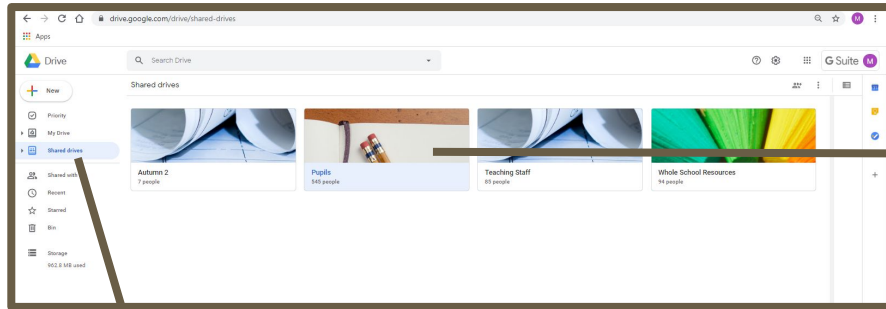 drive.google.com/drive/shared-drives
M
Apps
Drive
Search Drive
G Suite
M
New
Shared drives
Priority
My Drive
Shared drives
Shared with
Recent
Starred
Bin
Storage
962.8 MB used
Autumn 2
7 people
Pupils
545 people
Teaching Staff
85 people
Whole School Resources
94 people